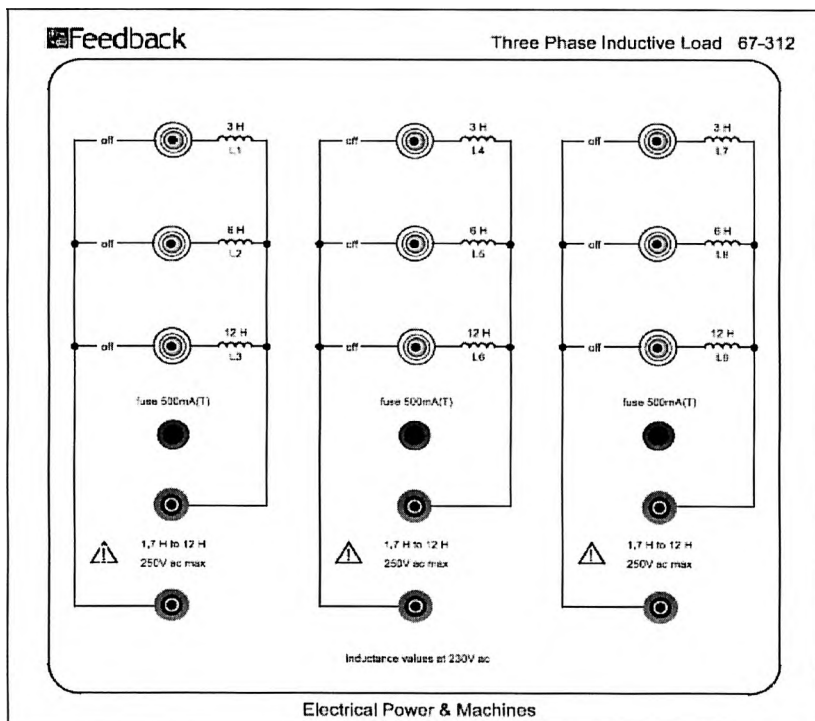 Feedback
Three Phase Inductive Load 67-312
off 3 H off 3 H off 3 H
L1 L4 L7
off 6 H off 6 H off 6 H
L2 L5 L8
off 12 H off 12 H off 12 H
L3 L6 L9
fuse 500mA(T) fuse 500mA(T) fuse 500mA(T)
1,7 H to 12 H 1,7 H to 12 H 1,7 H to 12 H
250V ac max 250V ac max 250V ac max
Inductance values at 230V ac
Electrical Power & Machines